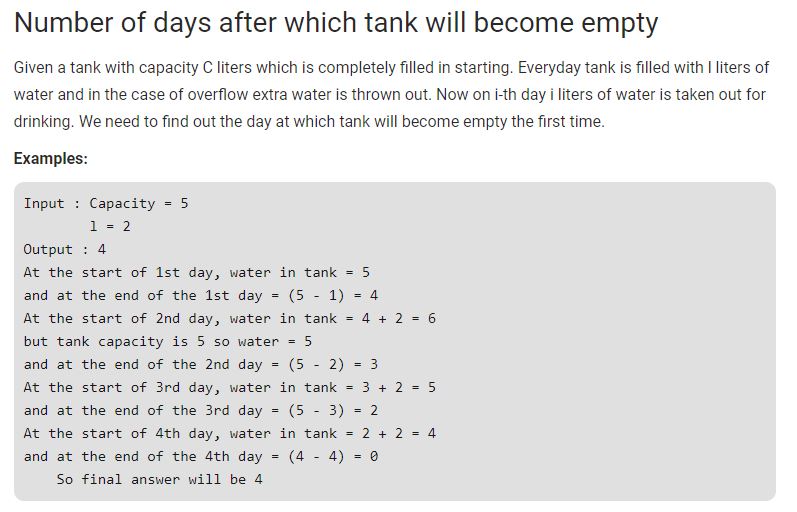 Number of days after which tank will become empty
Given a tank with capacity C liters which is completely filled in starting. Everyday tank is filled with l liters of
water and in the case of overflow extra water is thrown out. Now on i-th day i liters of water is taken out for
drinking. We need to find out the day at which tank will become empty the first time.
Examples:
Input : Capacity = 5
l = 2
Output : 4
At the start of 1st day, water in tank = 5
and at the end of the 1st day = (5 - 1) = 4
At the start of 2nd day, water in tank = 4 + 2 = 6
but tank capacity is 5 so water = 5
and at the end of the 2nd day = (5 - 2) = 3
At the start of 3rd day, water in tank = 3 + 2 = 5
and at the end of the 3rd day = (5 - 3) = 2
At the start of 4th day, water in tank = 2 + 2 = 4
and at the end of the 4th day = (4 - 4) = 0
So final answer will be 4